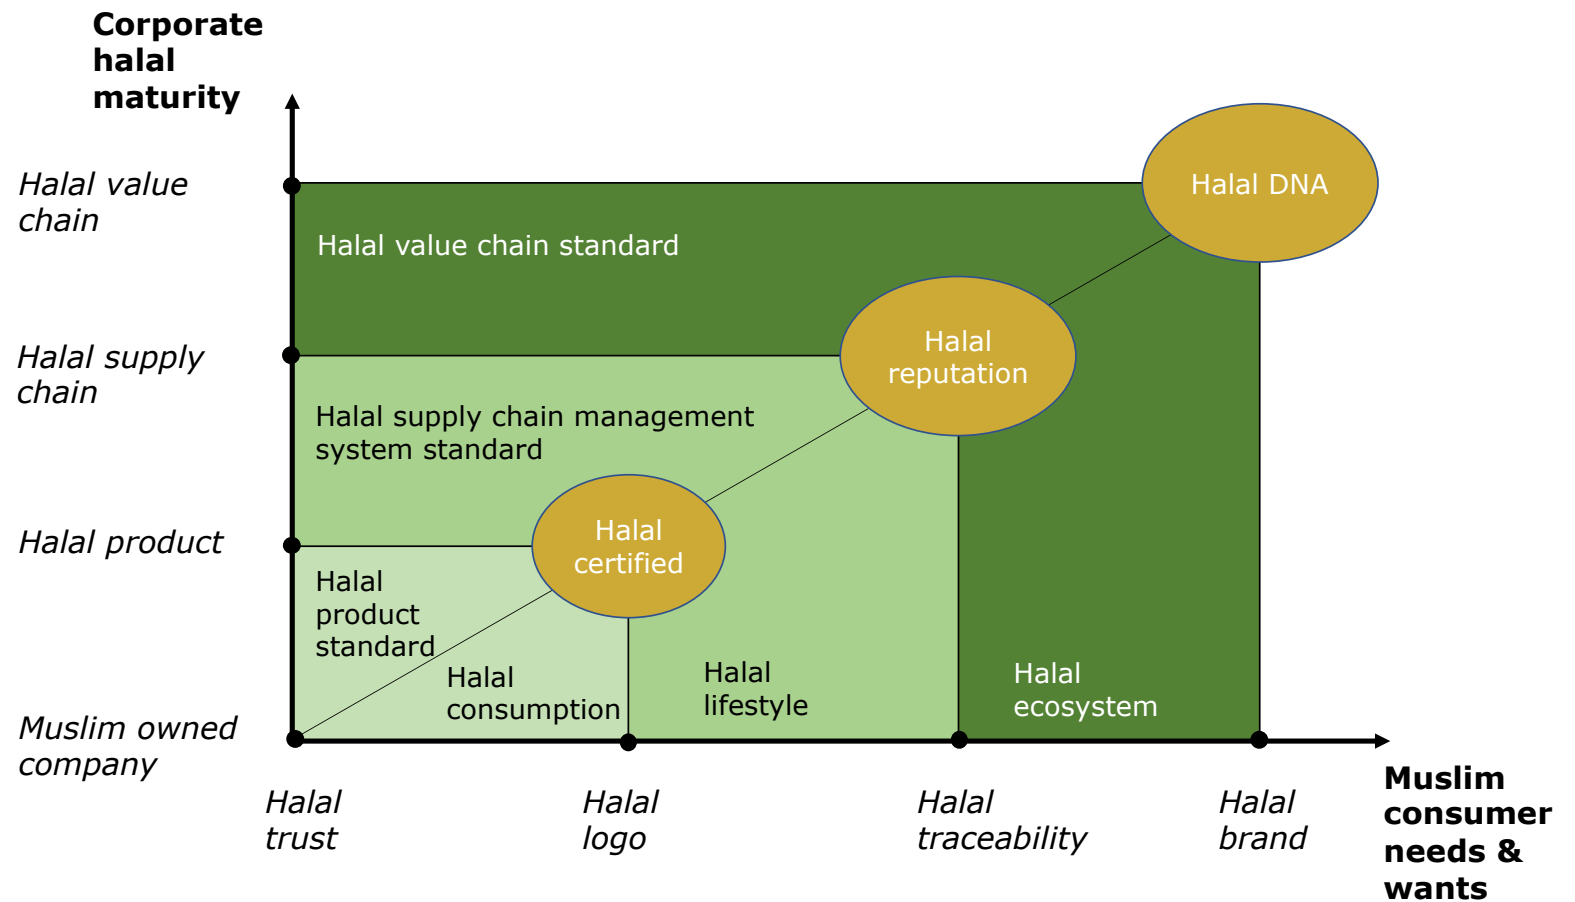 Corporate
halal
maturity
Halal value
chain
Halal DNA
Halal value chain standard
Halal supply
chain
Halal
reputation
Halal supply chain management
system standard
Halal product
Halal
certified
Halal
product
standard
Halal
consumption
Halal
lifestyle
Halal
ecosystem
Muslim owned
company
Halal
trust
Halal
logo
Halal
traceability
Halal
brand
Muslim
consumer
needs &
wants